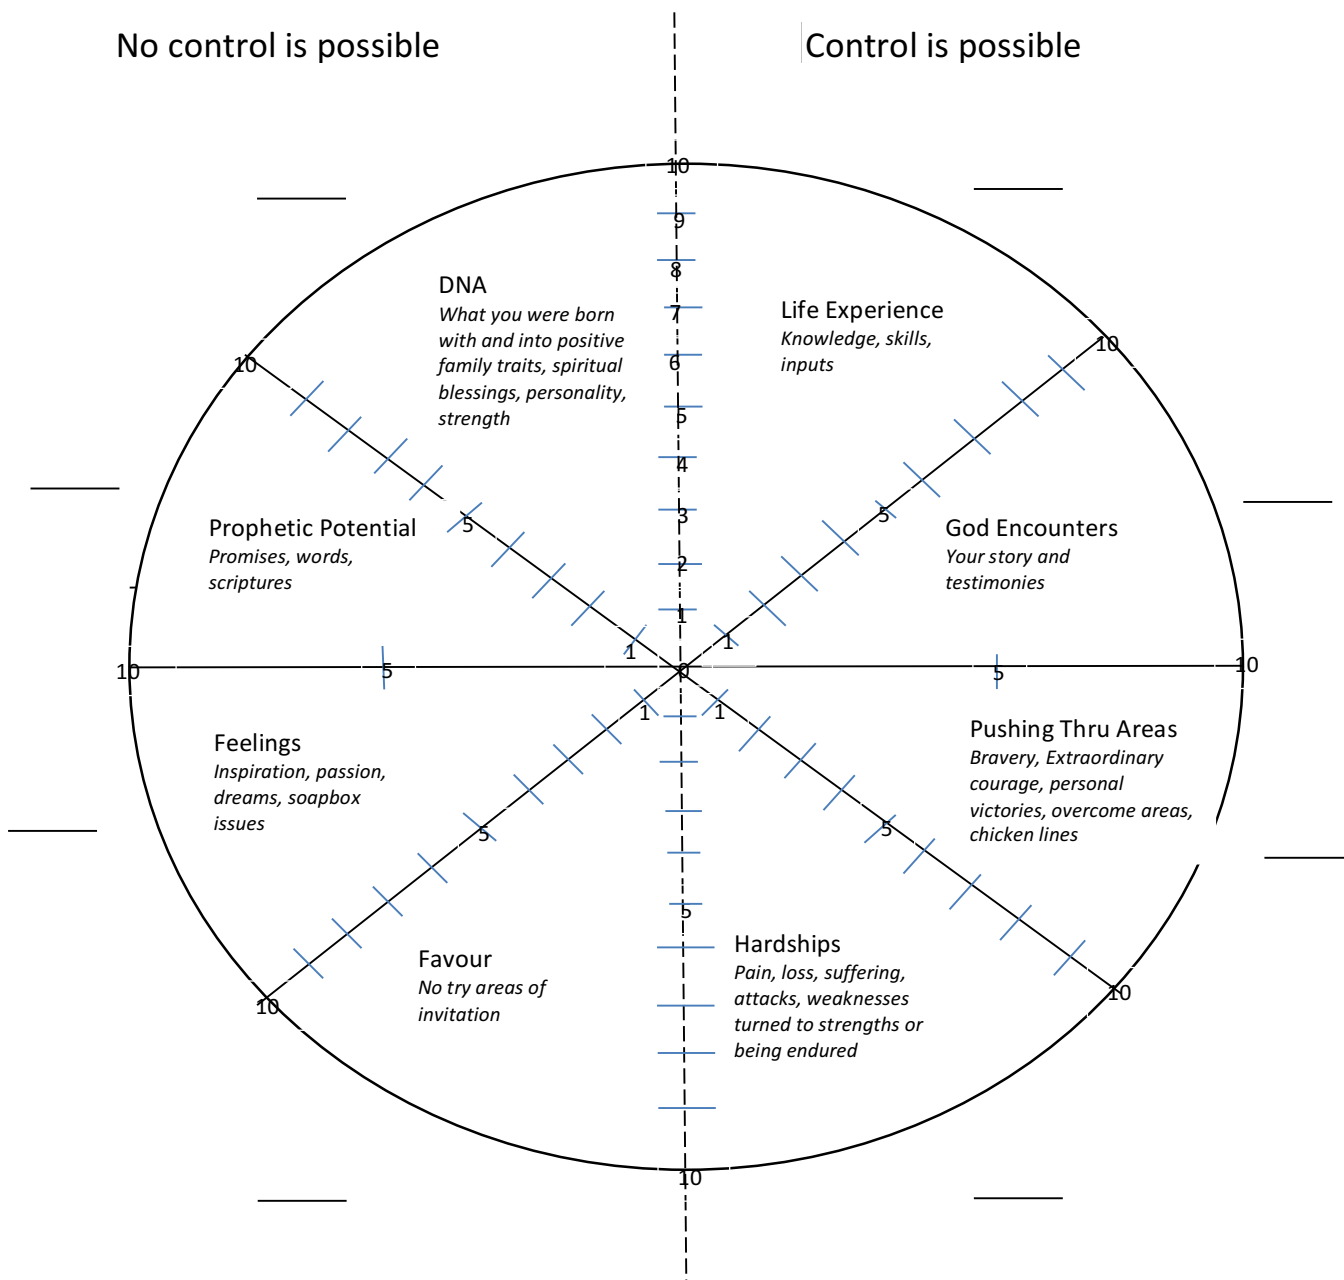 No control is possible
Control is possible
10
9
8
7
6
5
4
3
2
1
0
DNA
What you were born
with and into positive
family traits, spiritual
blessings, personality,
strength
Life Experience
Knowledge, skills,
inputs
10
5
1
10
5
1
Prophetic Potential
Promises, words,
scriptures
God Encounters
Your story and
testimonies
10
5
5
10
Feelings
Inspiration, passion,
dreams, soapbox
issues
Pushing Thru Areas
Bravery, Extraordinary
courage, personal
victories, overcome areas,
chicken lines
1
5
10
1
5
10
Favour
No try areas of
invitation
Hardships
Pain, loss, suffering,
attacks, weaknesses
turned to strengths or
being endured
5
10